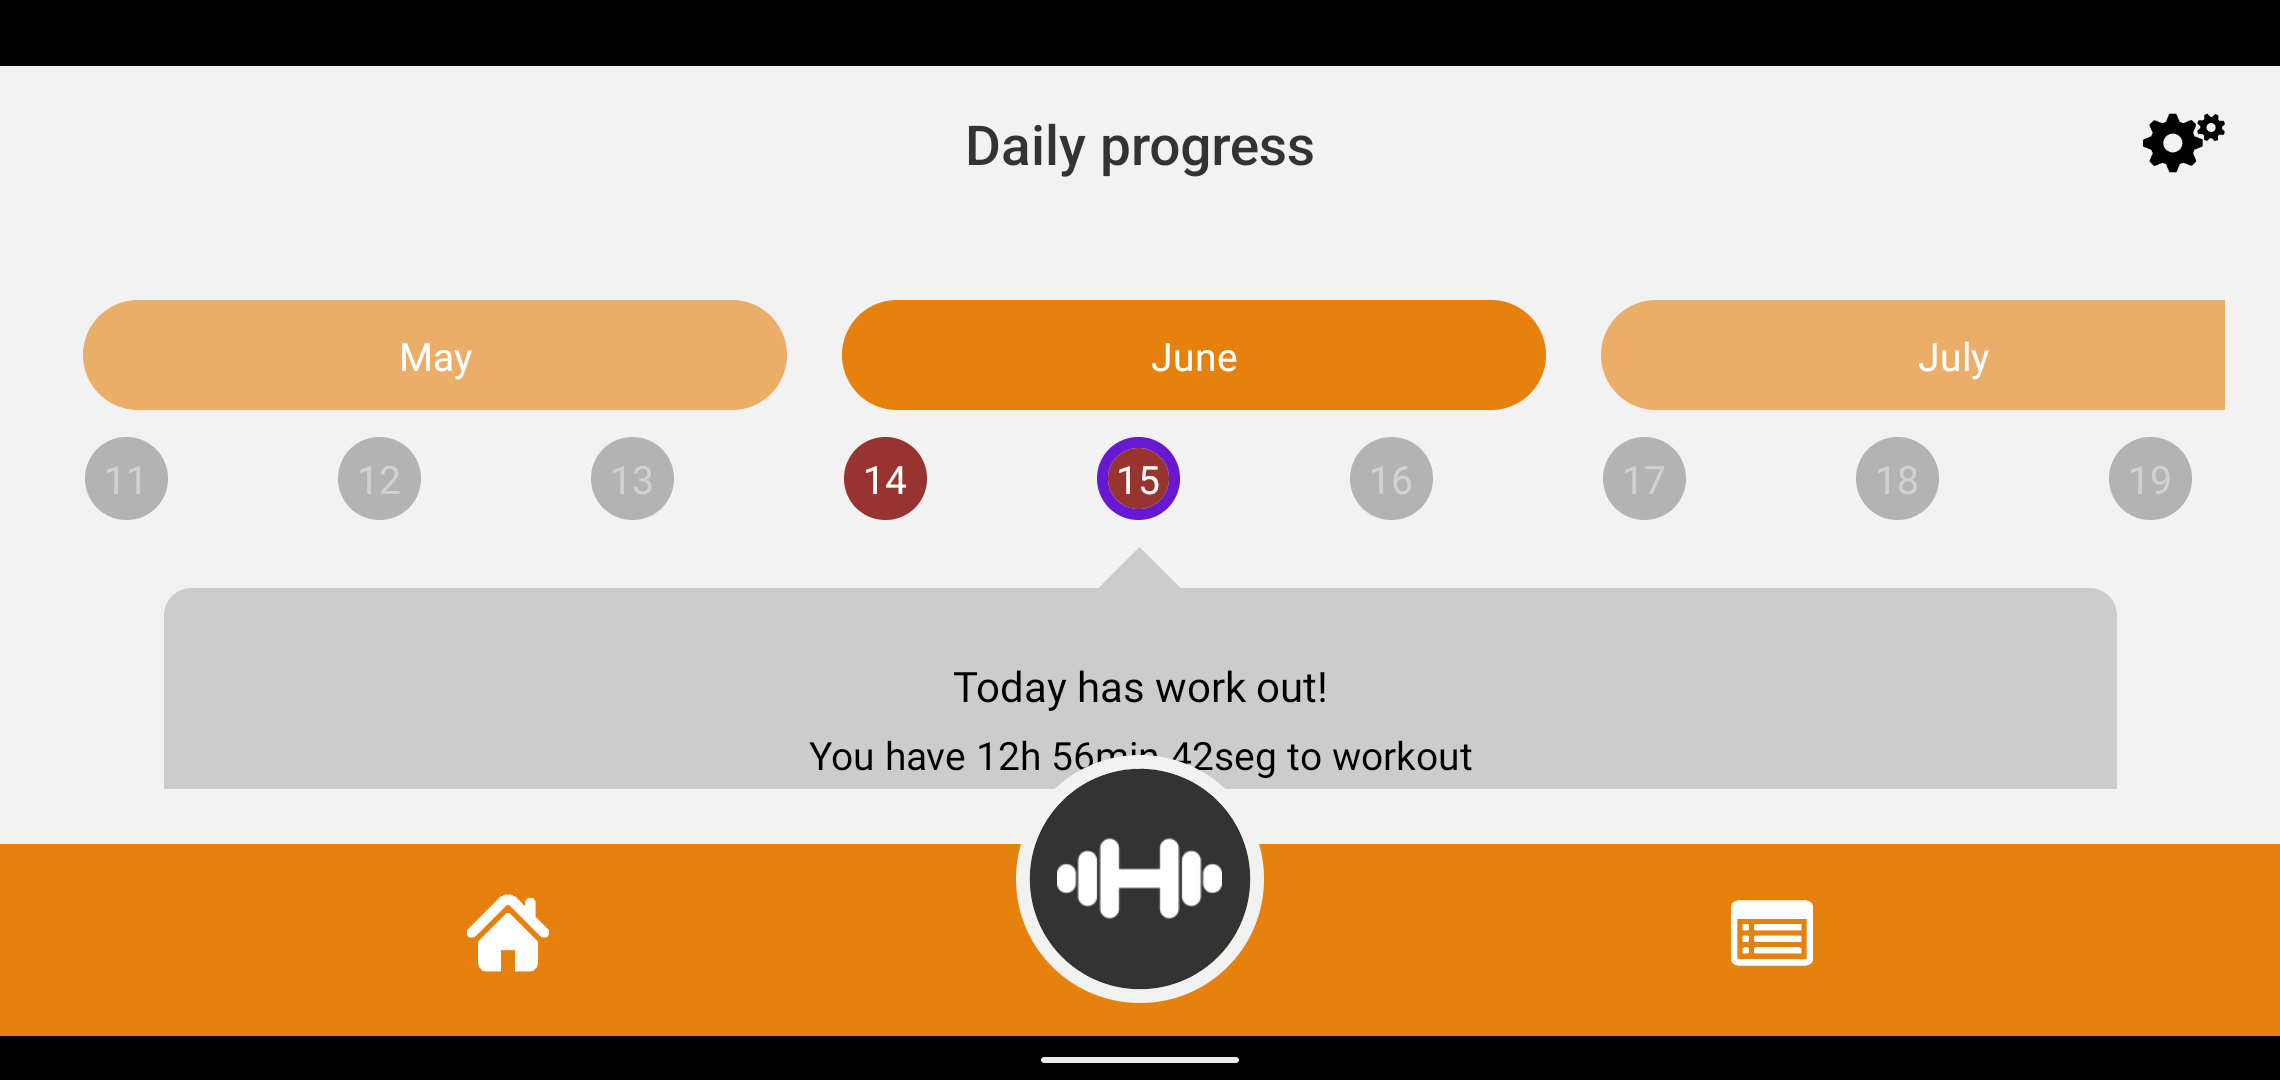 Daily progress
May June July
11 12 13 14 15 16 17 18 19
Today has work out!
You have 12h 56min 42seg to workout